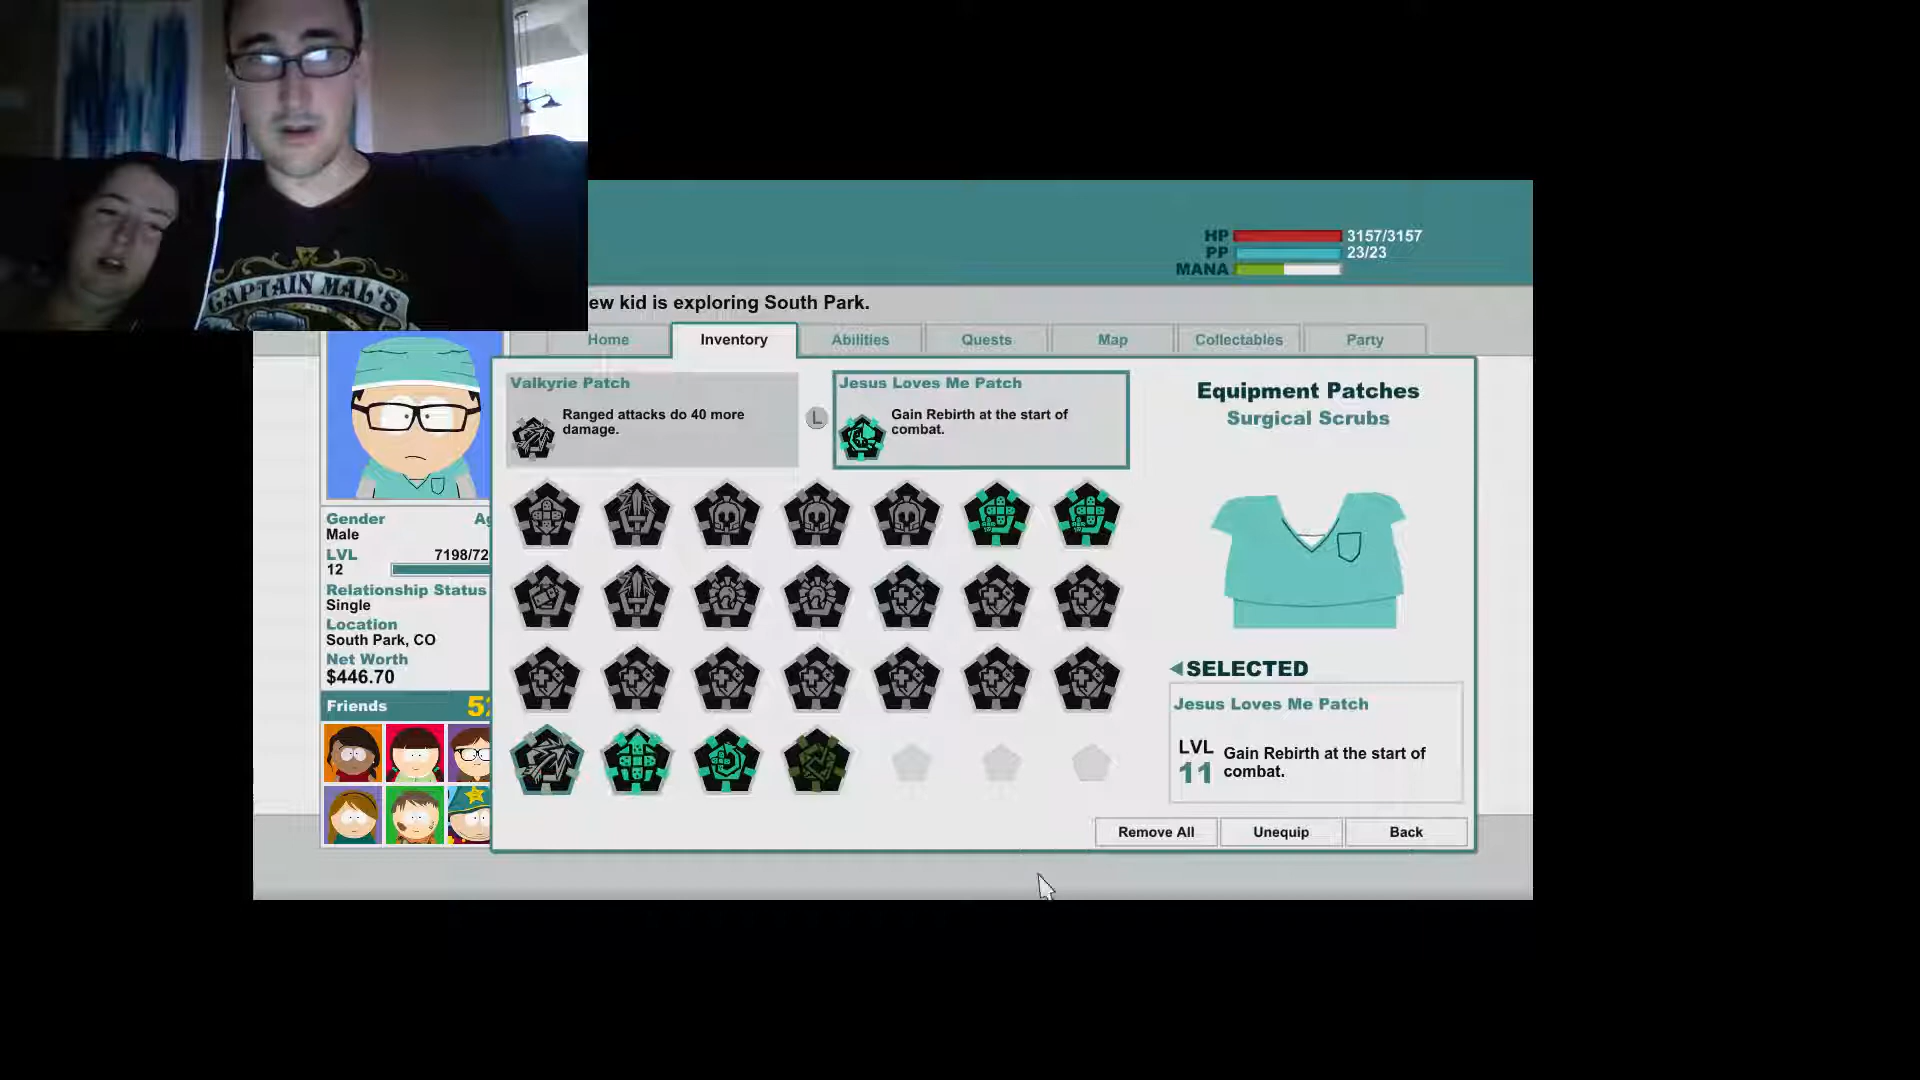 CAPTAIN MAL'S
HP 3157/3157
PP 23/23
MANA
ew kid is exploring South Park.
Home Inventory Abilities Quests Map Collectables Party
Valkyrie Patch
Ranged attacks do 40 more
damage.
L
Jesus Loves Me Patch
Gain Rebirth at the start of
combat.
Equipment Patches
Surgical Scrubs
Gender
Male
LVL
12
7198/72
Relationship Status
Single
Location
South Park, CO
Net Worth
$446.70
Friends
SELECTED
Jesus Loves Me Patch
LVL
11
Gain Rebirth at the start of
combat.
Remove All Unequip Back